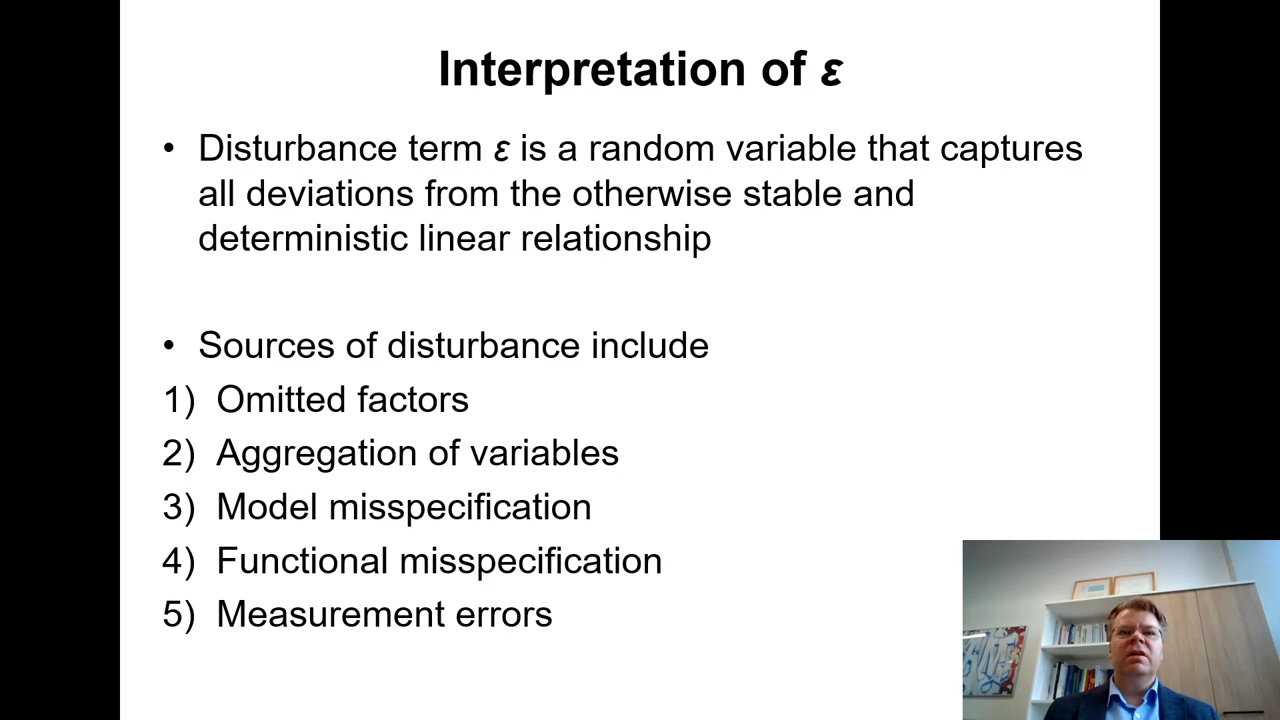 Interpretation of ε
• Disturbance term ε is a random variable that captures
all deviations from the otherwise stable and
deterministic linear relationship
• Sources of disturbance include
1) Omitted factors
2) Aggregation of variables
3) Model misspecification
4) Functional misspecification
5) Measurement errors